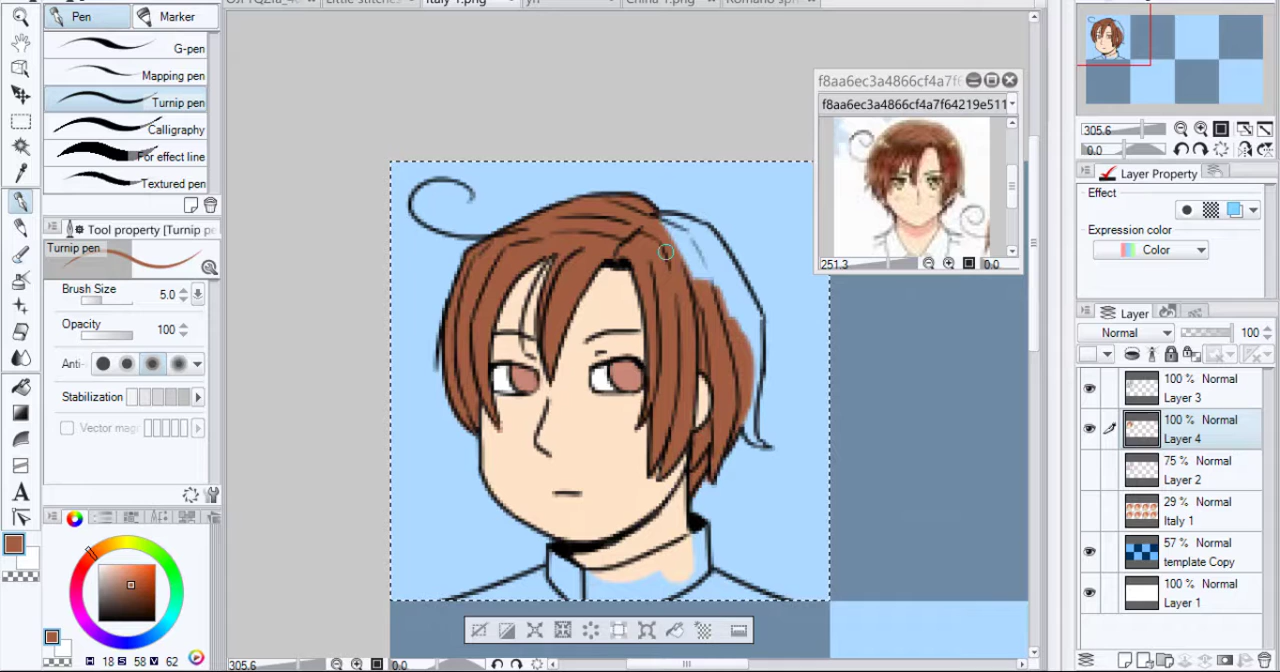 Little stitches
Italy 1.png
yn
China 1.png
Romano sp
Pen
Marker
G-pen
Mapping pen
Turnip pen
Calligraphy
For effect line
Textured pen
Tool property [Turnip pe
Turnip pen
Brush Size 5.0
Opacity 100
Anti-
Stabilization
Vector mag
H 18 S 58 V 62
305.6 0.0
f8aa6ec3a4866cf4a7f6
f8aa6ec3a4866cf4a7f64219e511
251.3 0.0
305.6
0.0
Layer Property
Effect
Expression color
Color
Layer
Normal 100
100 % Normal
Layer 3
100 % Normal
Layer 4
75 % Normal
Layer 2
29 % Normal
Italy 1
57 % Normal
template Copy
100 % Normal
Layer 1